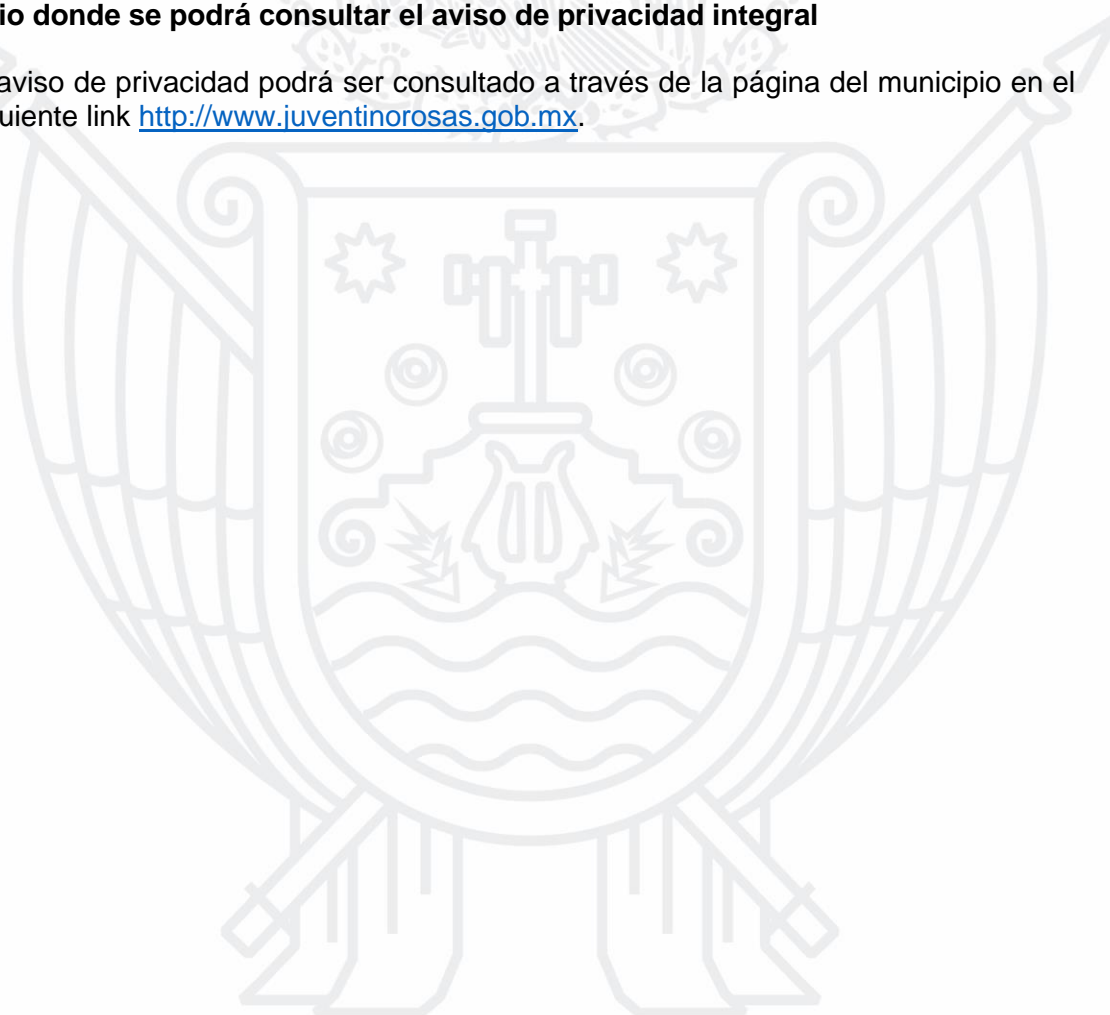 io donde se podrá consultar el aviso de privacidad integral
aviso de privacidad podrá ser consultado a través de la página del municipio en el
uiente link http://www.juventinorosas.gob.mx.